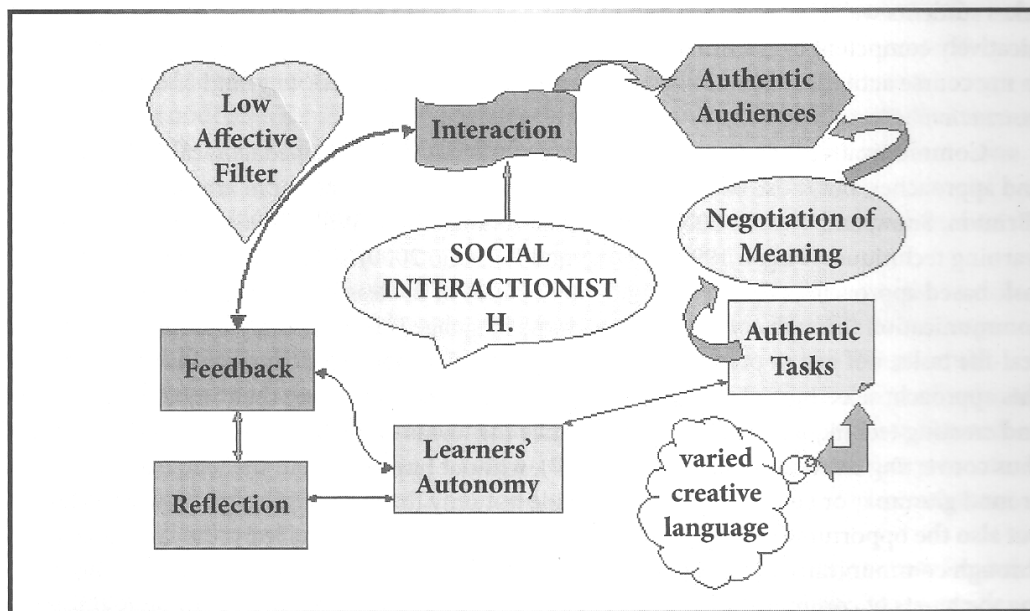 Low
Affective
Filter
Interaction
Authentic
Audiences
SOCIAL
INTERACTIONIST
H.
Negotiation of
Meaning
Authentic
Tasks
Feedback
Learners'
Autonomy
Reflection
varied
creative
language